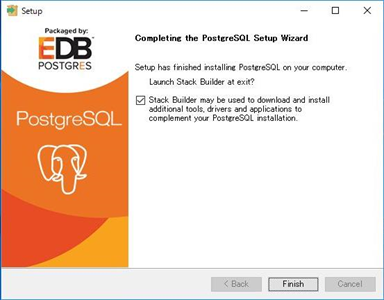 Setup
Packaged by:
EDB
POSTGRES
PostgreSQL
Completing the PostgreSQL Setup Wizard
Setup has finished installing PostgreSQL on your computer.
Launch Stack Builder at exit?
Stack Builder may be used to download and install
additional tools, drivers and applications to
complement your PostgreSQL installation.
< Back
Finish
Cancel